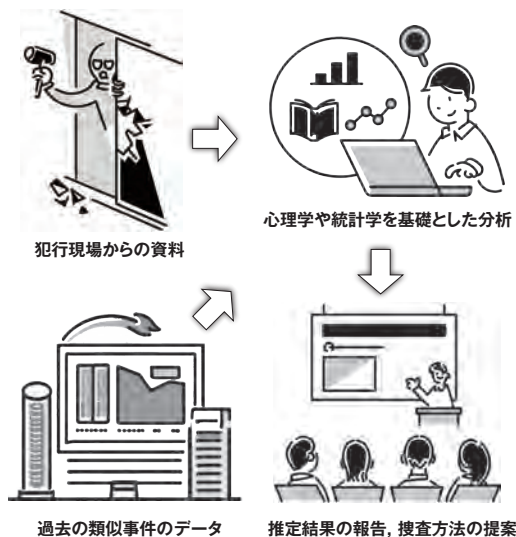 犯行現場からの資料
心理学や統計学を基礎とした分析
過去の類似事件のデータ
推定結果の報告，捜査方法の提案